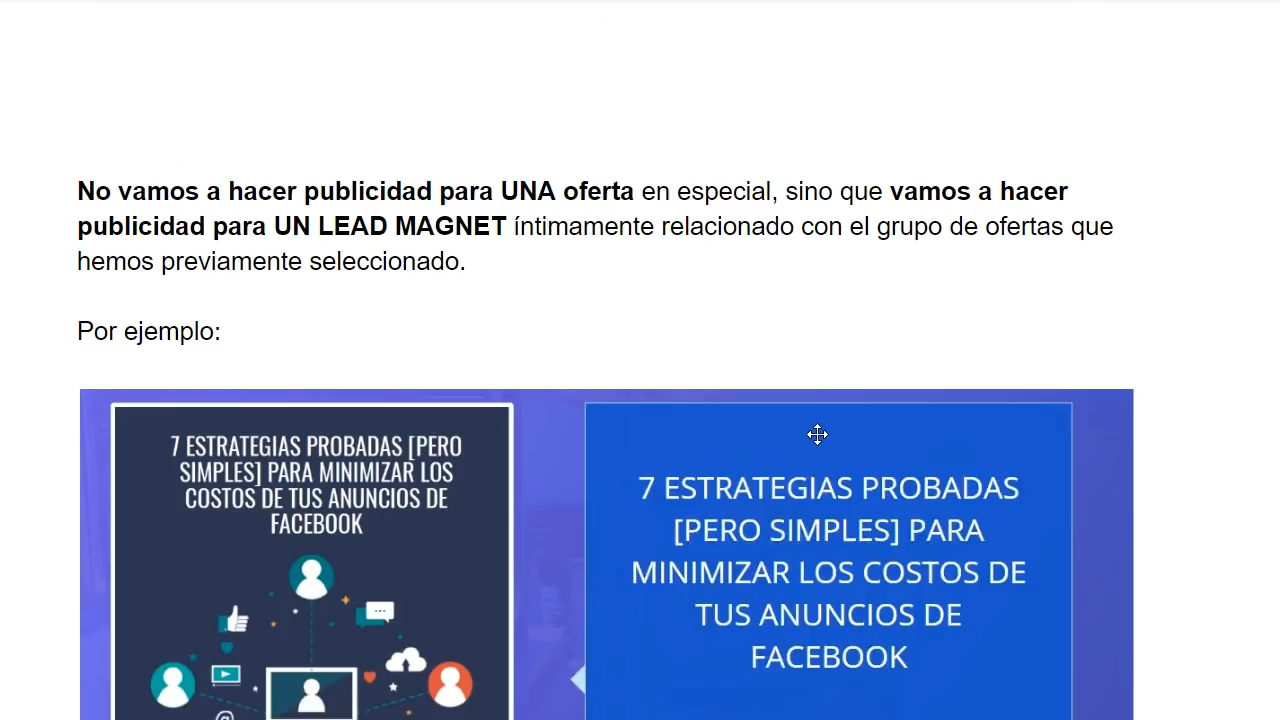 No vamos a hacer publicidad para UNA oferta en especial, sino que vamos a hacer
publicidad para UN LEAD MAGNET íntimamente relacionado con el grupo de ofertas que
hemos previamente seleccionado.
Por ejemplo:
7 ESTRATEGIAS PROBADAS [PERO
SIMPLES] PARA MINIMIZAR LOS
COSTOS DE TUS ANUNCIOS DE
FACEBOOK
@
7 ESTRATEGIAS PROBADAS
[PERO SIMPLES] PARA
MINIMIZAR LOS COSTOS DE
TUS ANUNCIOS DE
FACEBOOK